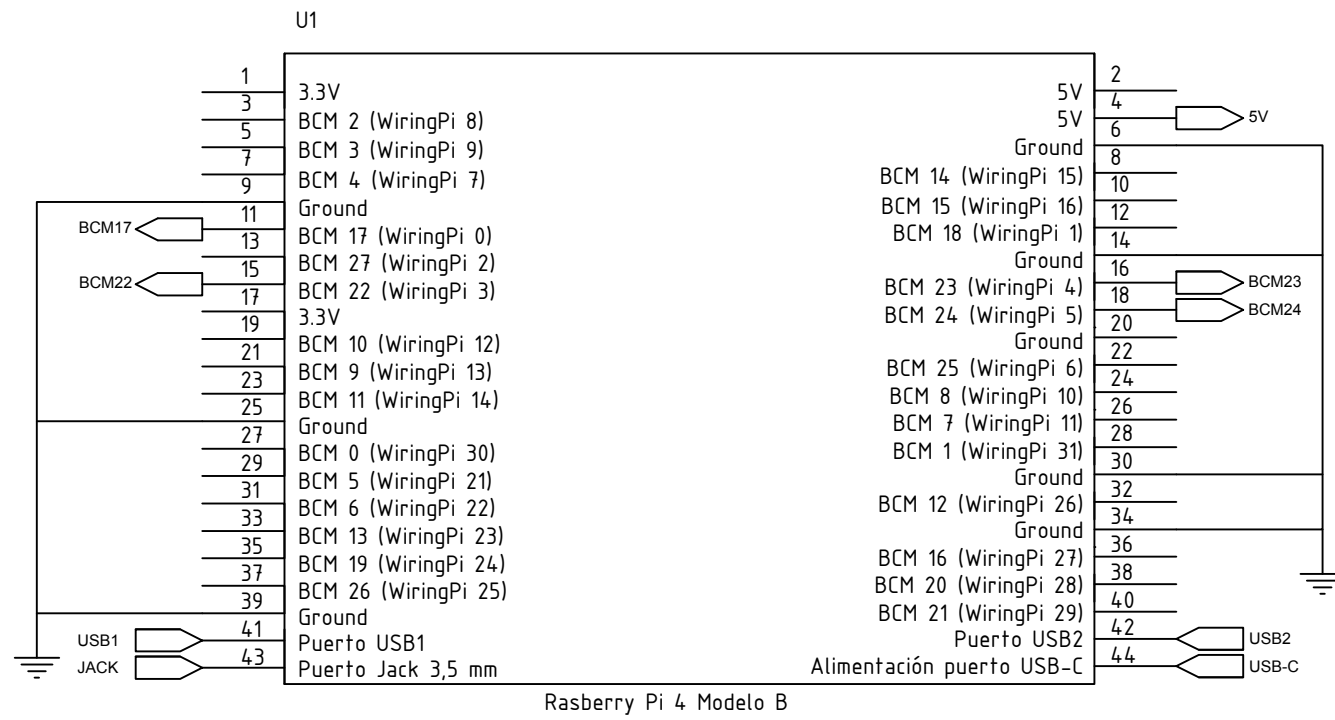 U1
1
3.3V
3
BCM 2 (WiringPi 8)
5
BCM 3 (WiringPi 9)
7
BCM 4 (WiringPi 7)
9
Ground
11
BCM17
BCM 17 (WiringPi 0)
13
BCM 27 (WiringPi 2)
15
BCM22
BCM 22 (WiringPi 3)
17
3.3V
19
BCM 10 (WiringPi 12)
21
BCM 9 (WiringPi 13)
23
BCM 11 (WiringPi 14)
25
Ground
27
BCM 0 (WiringPi 30)
29
BCM 5 (WiringPi 21)
31
BCM 6 (WiringPi 22)
33
BCM 13 (WiringPi 23)
35
BCM 19 (WiringPi 24)
37
BCM 26 (WiringPi 25)
39
Ground
41
USB1
Puerto USB1
43
JACK
Puerto Jack 3,5 mm
2
5V
4
5V
5V
6
Ground
8
BCM 14 (WiringPi 15)
10
BCM 15 (WiringPi 16)
12
BCM 18 (WiringPi 1)
14
Ground
16
BCM 23 (WiringPi 4)
BCM23
18
BCM 24 (WiringPi 5)
BCM24
20
Ground
22
BCM 25 (WiringPi 6)
24
BCM 8 (WiringPi 10)
26
BCM 7 (WiringPi 11)
28
BCM 1 (WiringPi 31)
30
Ground
32
BCM 12 (WiringPi 26)
34
Ground
36
BCM 16 (WiringPi 27)
38
BCM 20 (WiringPi 28)
40
BCM 21 (WiringPi 29)
42
Puerto USB2
USB2
44
Alimentación puerto USB-C
USB-C
Rasberry Pi 4 Modelo B